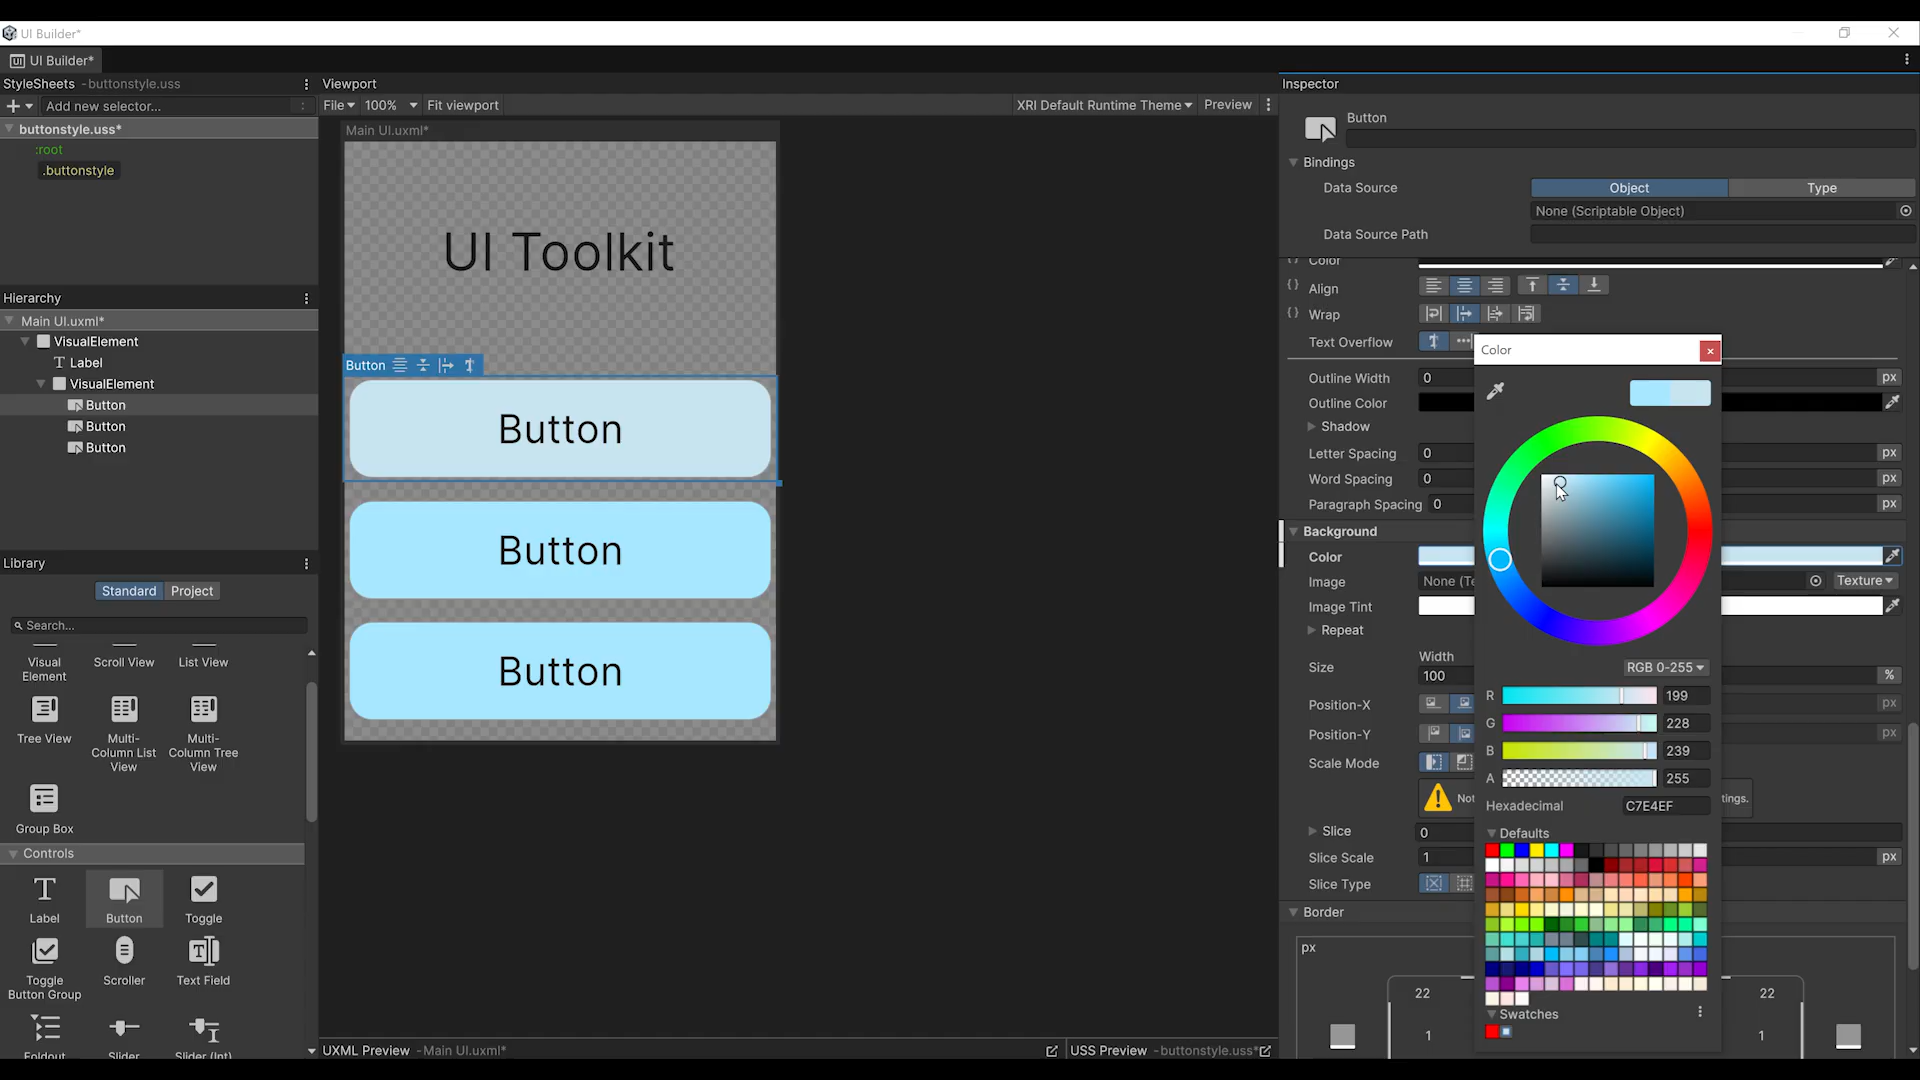 UI Builder*
UI Builder*
StyleSheets - buttonstyle.uss
Add new selector...
buttonstyle.uss*
:root
.buttonstyle
Hierarchy
Main UI.uxml*
VisualElement
Label
VisualElement
Button
Button
Button
Library
Standard Project
Search...
Visual Element
Scroll View
List View
Tree View
Multi-Column List View
Multi-Column Tree View
Group Box
Controls
Label
Button
Toggle
Toggle Button Group
Scroller
Text Field
Foldout
Slider
Slider (Int)
Viewport
File 100% Fit viewport
XRI Default Runtime Theme Preview
Main UI.uxml*
UI Toolkit
Button
Button
Button
Button
UXML Preview - Main UI.uxml*
USS Preview - buttonstyle.uss*
Inspector
Button
Bindings
Data Source Object Type
None (Scriptable Object)
Data Source Path
Color
Align
Wrap
Text Overflow
Outline Width 0 px
Outline Color
Shadow
Letter Spacing 0 px
Word Spacing 0 px
Paragraph Spacing 0 px
Background
Color
Image None (Te Texture
Image Tint
Repeat
Width
Size 100 %
Position-X px
Position-Y px
Scale Mode
Not tings.
Slice 0
Slice Scale 1 px
Slice Type
Border
px
22 22
1 1
Color
RGB 0-255
R 199
G 228
B 239
A 255
Hexadecimal C7E4EF
Defaults
Swatches